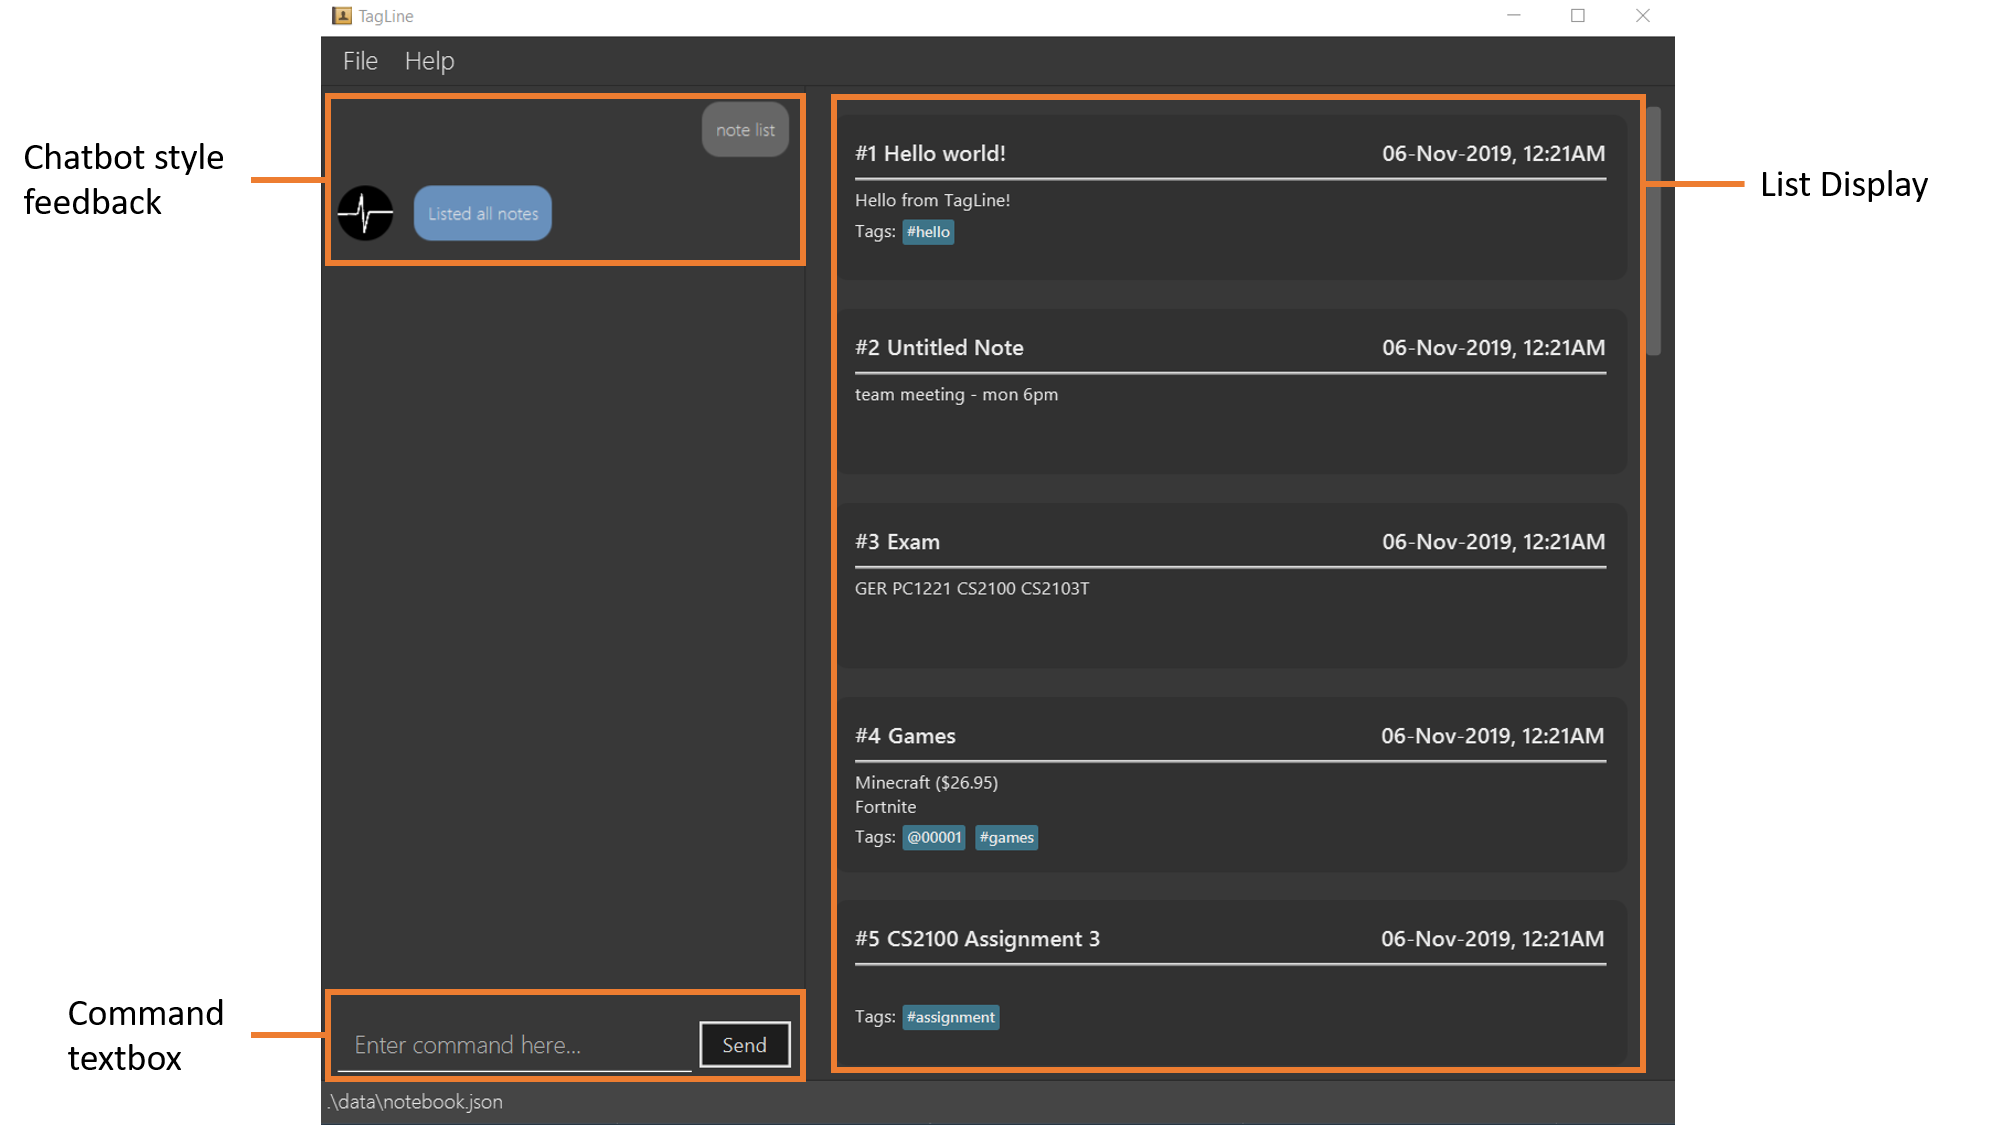 TagLine
File Help
Chatbot style
feedback
note list
Listed all notes
List Display
#1 Hello world! 06-Nov-2019, 12:21AM
Hello from TagLine!
Tags: #hello
#2 Untitled Note 06-Nov-2019, 12:21AM
team meeting - mon 6pm
#3 Exam 06-Nov-2019, 12:21AM
GER PC1221 CS2100 CS2103T
#4 Games 06-Nov-2019, 12:21AM
Minecraft ($26.95)
Fortnite
Tags: @00001 #games
#5 CS2100 Assignment 3 06-Nov-2019, 12:21AM
Tags: #assignment
Command
textbox
Enter command here...
Send
.\data\notebook.json